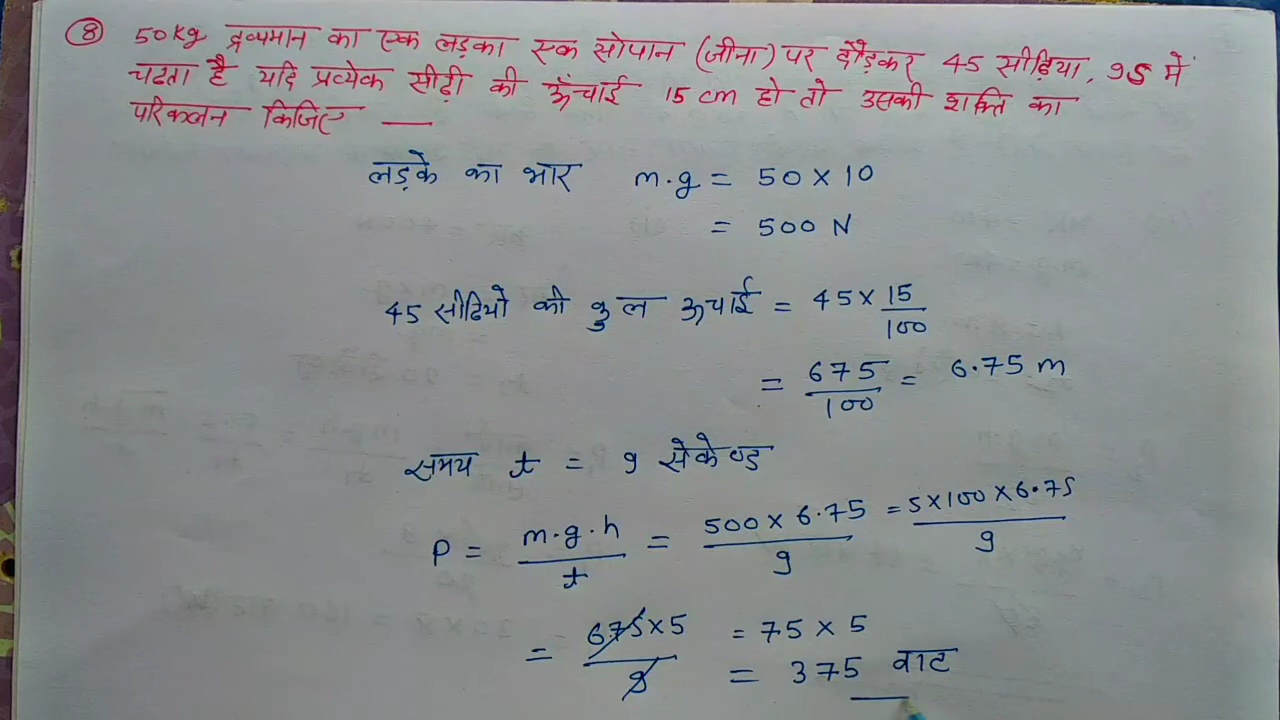 ⑧ 50kg द्रव्यमान का एक लड़का एक सोपान (जीना) पर दौड़कर 45 सीढिया, 9S में
चढता है यदि प्रत्येक सीढ़ी की ऊँचाई 15 cm हो तो उसकी शक्ति का
परिकलन किजिए —
लड़के का भार m.g = 50 × 10
= 500 N
45 सीढियो की कुल ऊचाई = 45 × 15/100
= 675/100 = 6.75 m
समय t = 9 सेकेण्ड
P = m.g.h/t = 500 × 6.75/9 = 5 × 100 × 6.75/9
= 675 × 5/9 = 75 × 5
= 375 वाट